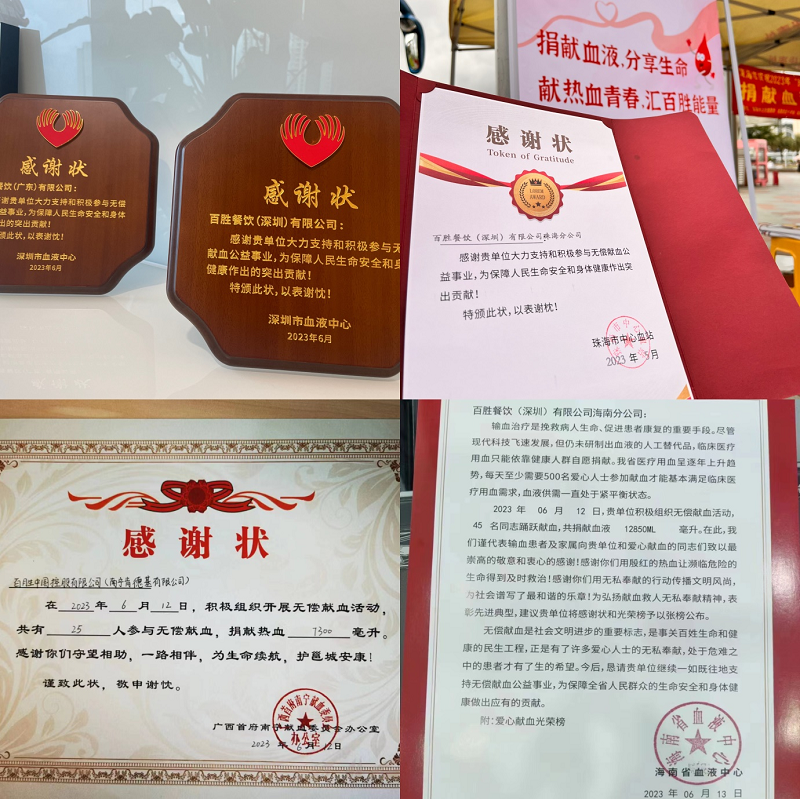 感谢状
餐饮(广东)有限公司:
谢贵单位大力支持和积极参与无偿
益事业,为保障人民生命安全和身体
出的突出贡献!
颁此状,以表谢忱!
深圳市血液中心
2023年6月
感谢状
百胜餐饮(深圳)有限公司:
感谢贵单位大力支持和积极参与无
献血公益事业,为保障人民生命安全和身
健康作出的突出贡献!
特颁此状,以表谢忱!
深圳市血液中心
2023年6月
捐献血液.分享生命
献热血青春.汇百胜能量
捐献血
感谢状
Token of Gratitude
AWARD
百胜餐饮(深圳)有限公司珠海分公司
感谢贵单位大力支持和积极参与无偿献血公
益事业,为保障人民生命安全和身体健康作出突
出贡献!
特颁此状,以表谢忱!
珠海市中心血站
2023年 5月
感谢状
百胜中国控股有限公司(南宁肯德基有限公司)
在 2023 年 6 月 12 日,积极组织开展无偿献血活动,
共有 25 人参与无偿献血,捐献热血 7300 毫升。
感谢你们守望相助,一路相伴,为生命续航,护邕城安康!
谨致此状,敬申谢忱。
广西首府南宁献血委员会办公室
2023 年 6月 12日
百胜餐饮(深圳)有限公司海南分公司:
输血治疗是挽救病人生命、促进患者康复的重要手段。尽管
现代科技飞速发展,但仍未研制出血液的人工替代品,临床医疗
用血只能依靠健康人群自愿捐献。我省医疗用血呈逐年上升趋
势,每天至少需要500名爱心人士参加献血才能基本满足临床医
疗用血需求,血液供需一直处于紧平衡状态。
2023 年 06 月 12 日,贵单位积极组织无偿献血活动,
45 名同志踊跃献血,共捐献血液 12850ML 毫升。在此,我
们谨代表输血患者及家属向贵单位和爱心献血的同志们致以最
崇高的敬意和衷心的感谢!感谢你们用殷红的热血让濒临危险的
生命得到及时救治!感谢你们用无私奉献的行动传播文明风尚,
为社会谱写了最和谐的乐章!为弘扬献血救人无私奉献精神,表
彰先进典型,建议贵单位将感谢状和光荣榜予以张榜公布。
无偿献血是社会文明进步的重要标志,是事关百姓生命和健
康的民生工程,正是有了许多爱心人士的无私奉献,处于危难之
中的患者才有了生的希望。今后,恳请贵单位继续一如既往地支
持无偿献血公益事业,为保障全省人民群众的生命安全和身体健
康做出应有的贡献。
附:爱心献血光荣榜
海南省血液中心
海南省血液中心
2023 年 06 月 13 日